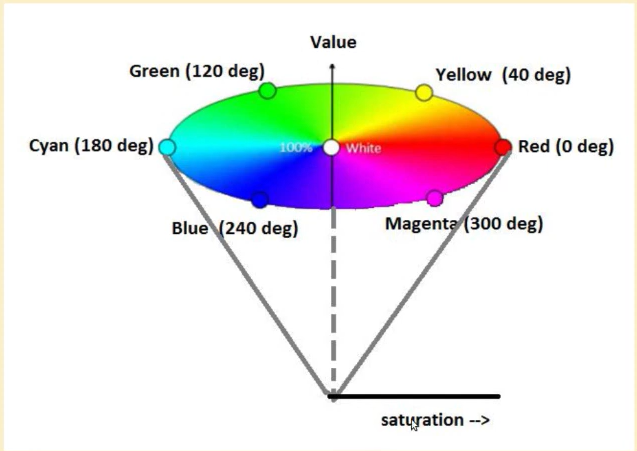 Value
Green (120 deg)
Yellow  (40 deg)
Cyan (180 deg)
100%
White
Red (0 deg)
Blue  (240 deg)
Magenta (300 deg)
saturation -->